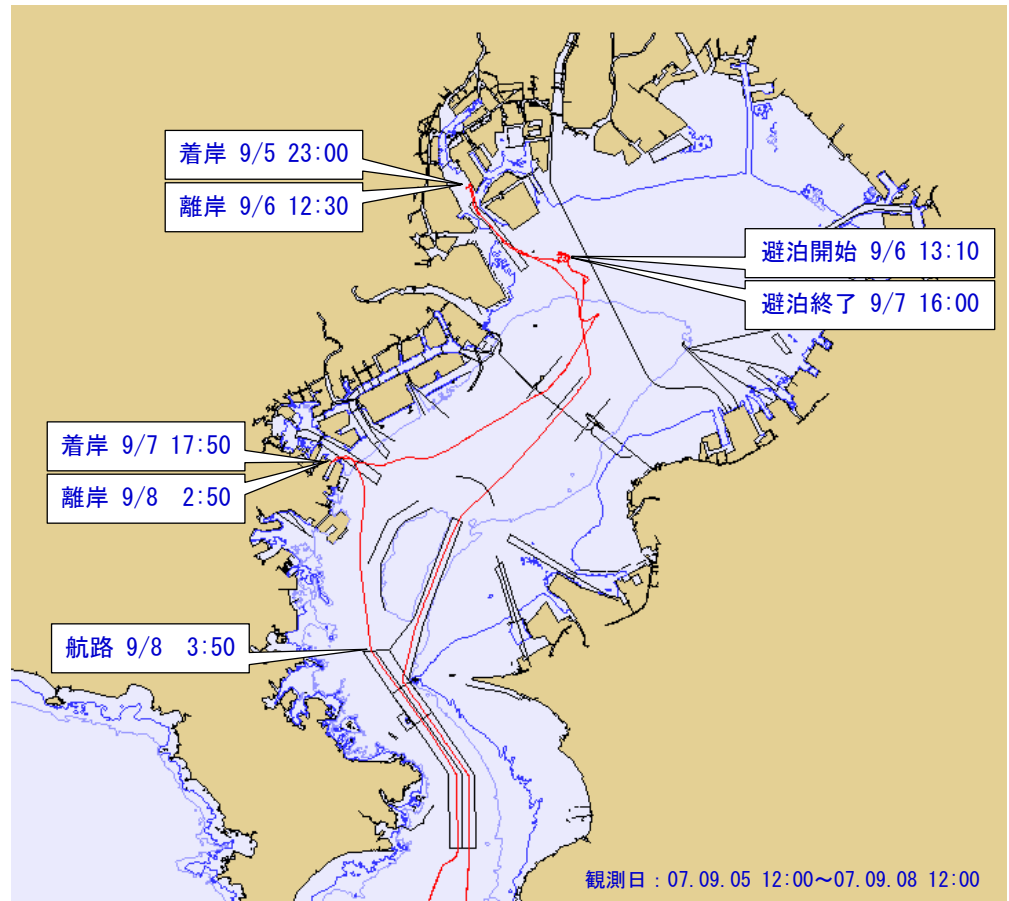 着岸 9/5 23:00
離岸 9/6 12:30
避泊開始 9/6 13:10
避泊終了 9/7 16:00
着岸 9/7 17:50
離岸 9/8 2:50
航路 9/8 3:50
観測日：07.09.05 12:00～07.09.08 12:00